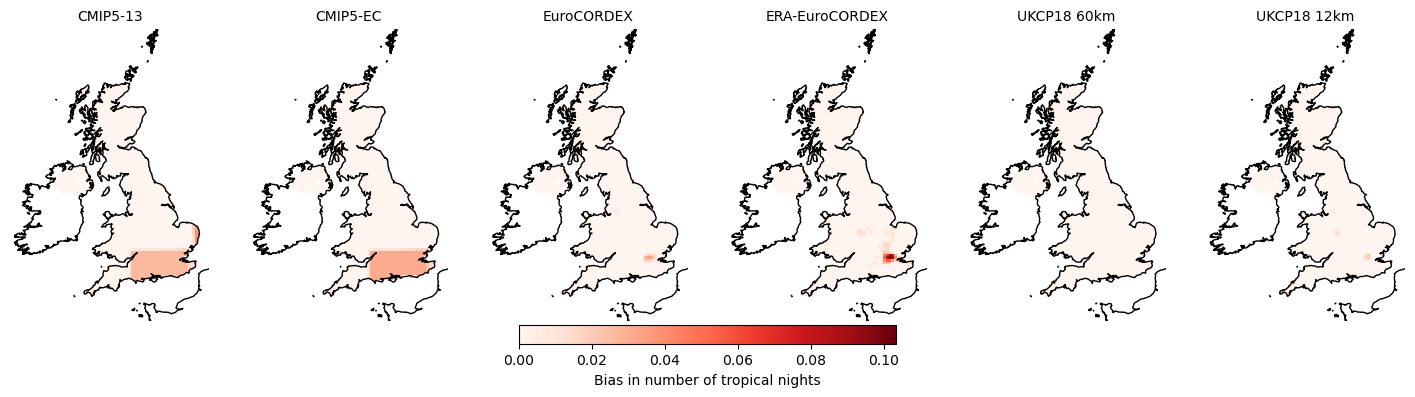 CMIP5-13
CMIP5-EC
EuroCORDEX
ERA-EuroCORDEX
UKCP18 60km
UKCP18 12km
0.00
0.02
0.04
0.06
0.08
0.10
Bias in number of tropical nights